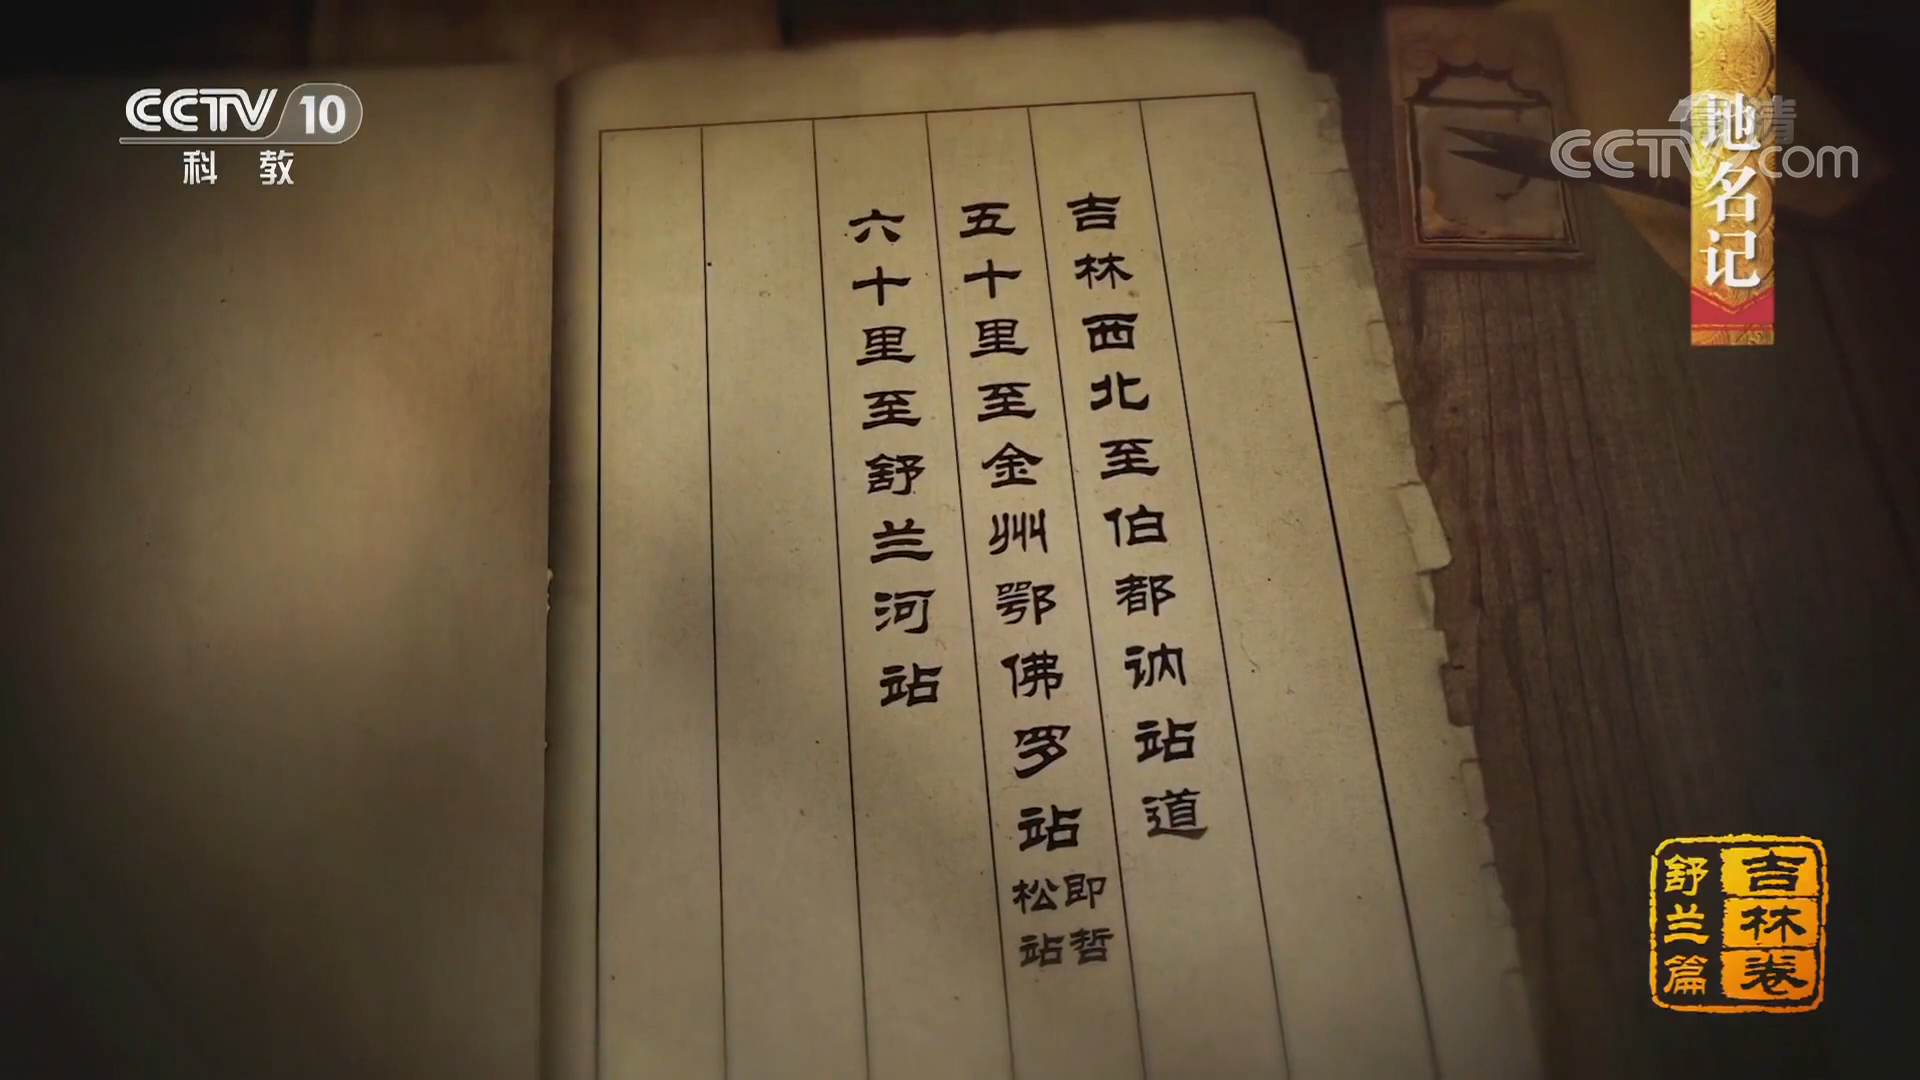 CCTV 10
科教
吉林西北至伯都讷站道
五十里至金州鄂佛罗站即哲松站
六十里至舒兰河站
地名记
高清
CCTV.com
吉林卷
舒兰篇